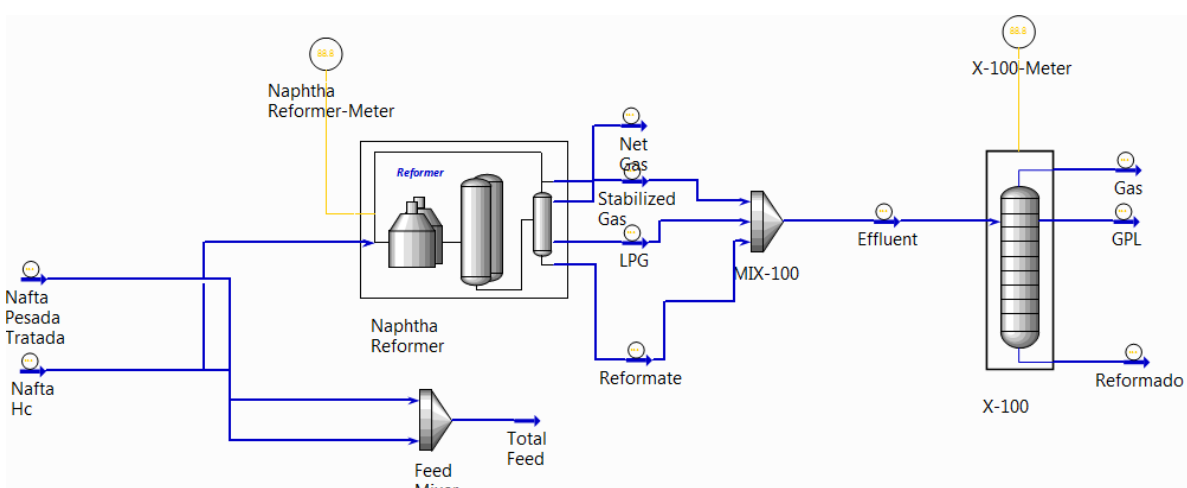 88.8
88.8
X-100-Meter
Naphtha
Reformer-Meter
Reformer
Net
Gas
Gas
Stabilized
Gas
GPL
Effluent
LPG
MIX-100
Nafta
Pesada
Tratada
Naphtha
Reformer
Reformate
Reformado
Nafta
Hc
X-100
Total
Feed
Feed